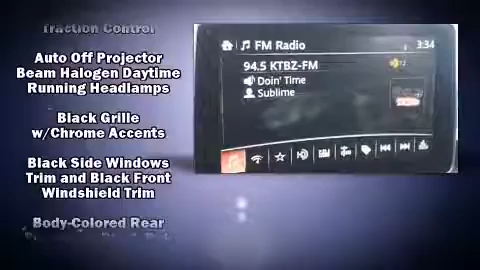 Traction Control
Auto Off Projector
Beam Halogen Daytime
Running Headlamps
Black Grille
w/Chrome Accents
Black Side Windows
Trim and Black Front
Windshield Trim
Body-Colored Rear
FM Radio
3:34
94.5 KTBZ-FM
Doin' Time
Sublime